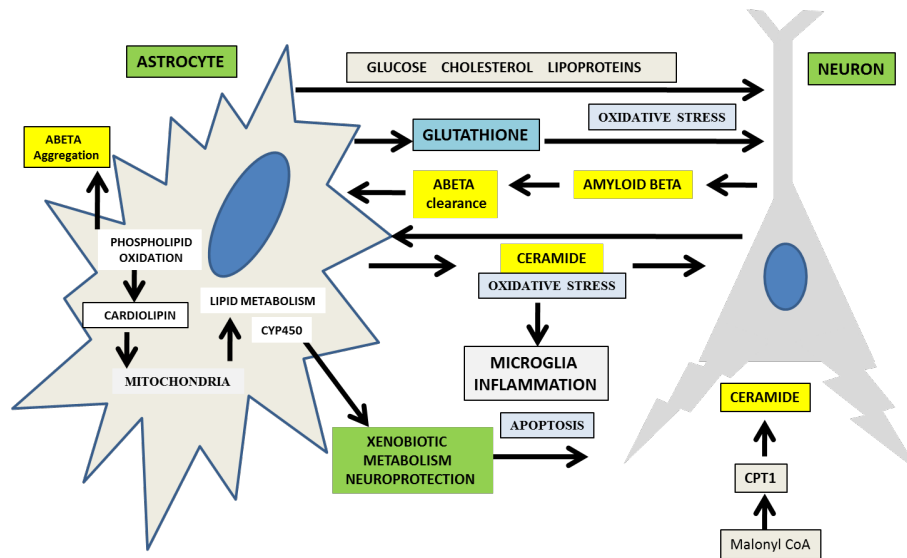 ASTROCYTE
GLUCOSE CHOLESTEROL LIPOPROTEINS
NEURON
GLUTATHIONE
OXIDATIVE STRESS
ABETA
Aggregation
ABETA
clearance
AMYLOID BETA
PHOSPHOLIPID
OXIDATION
CERAMIDE
OXIDATIVE STRESS
LIPID METABOLISM
CARDIOLIPIN
CYP450
MITOCHONDRIA
MICROGLIA
INFLAMMATION
CERAMIDE
APOPTOSIS
XENOBIOTIC
METABOLISM
NEUROPROTECTION
CPT1
Malonyl CoA